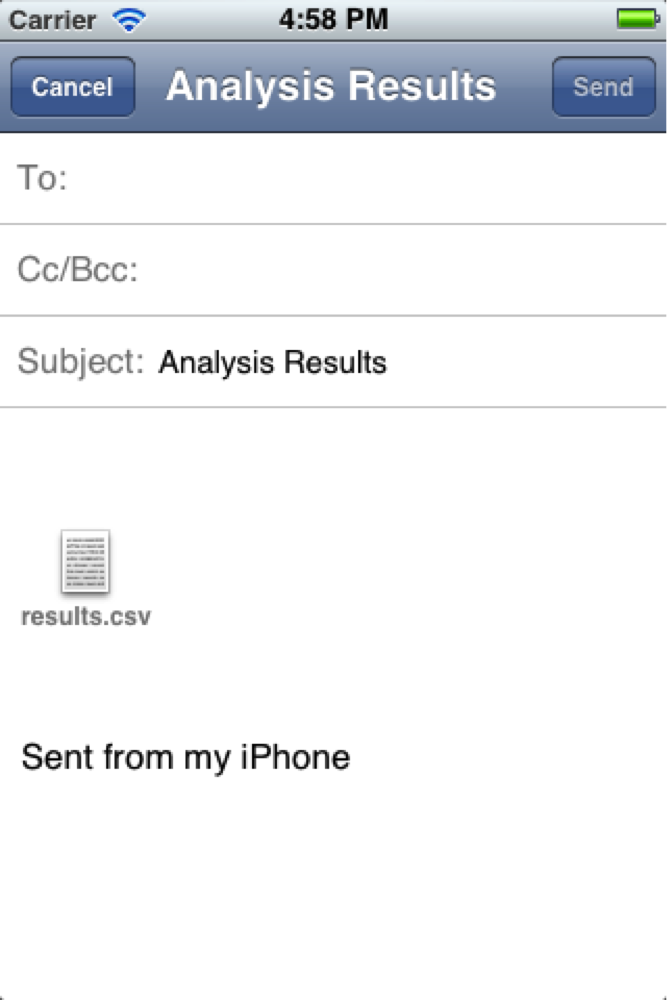 Carrier 4:58 PM
Cancel Analysis Results Send
To:
Cc/Bcc:
Subject: Analysis Results
results.csv
Sent from my iPhone